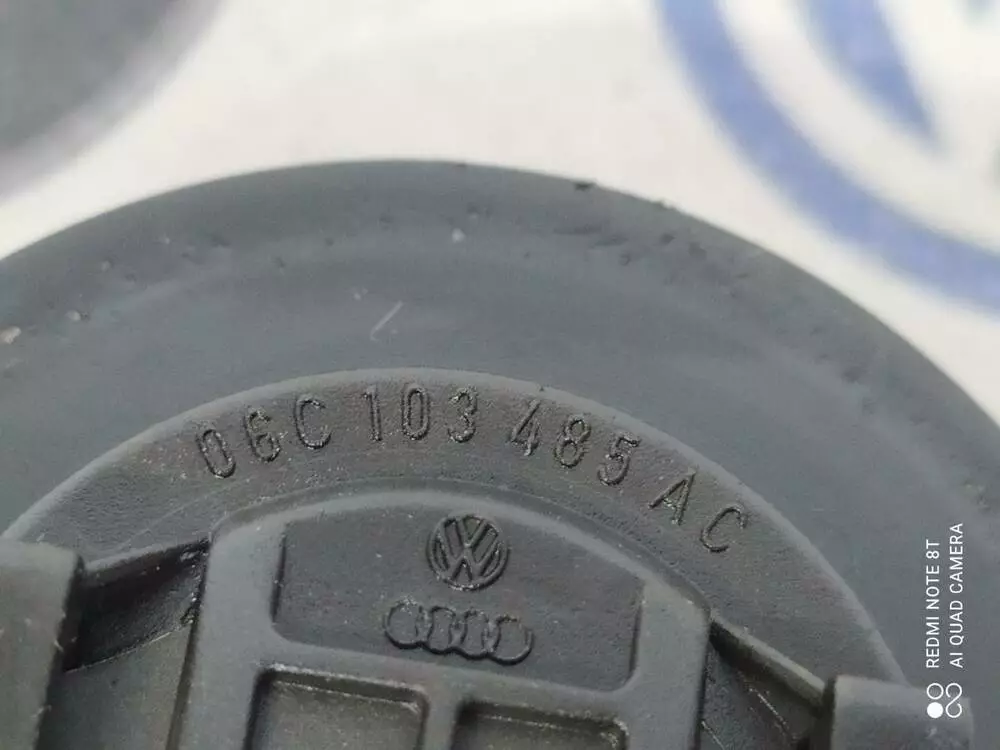 06C 103 485 AC
REDMI NOTE 8T
AI QUAD CAMERA